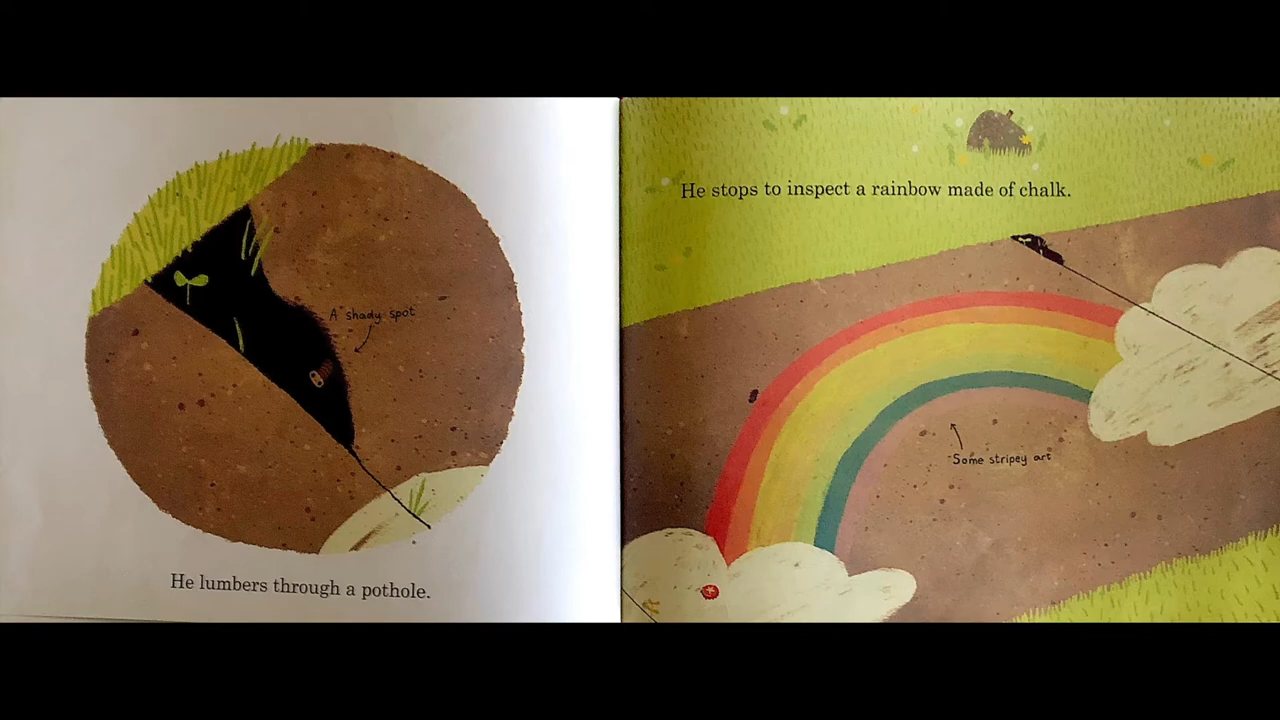 A shady spot
He lumbers through a pothole.
He stops to inspect a rainbow made of chalk.
Some stripey art